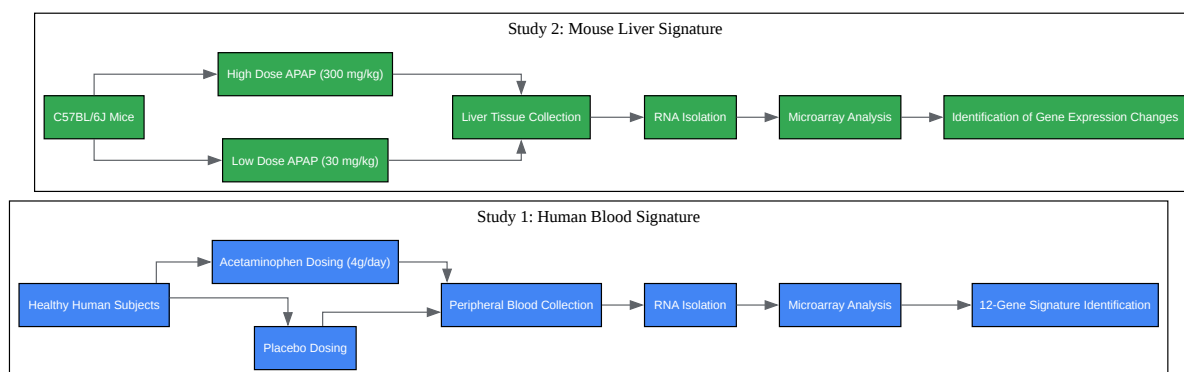 Study 2: Mouse Liver Signature
High Dose APAP (300 mg/kg)
C57BL/6J Mice
Liver Tissue Collection
RNA Isolation
Microarray Analysis
Identification of Gene Expression Changes
Low Dose APAP (30 mg/kg)
Study 1: Human Blood Signature
Acetaminophen Dosing (4g/day)
Healthy Human Subjects
Peripheral Blood Collection
RNA Isolation
Microarray Analysis
12-Gene Signature Identification
Placebo Dosing